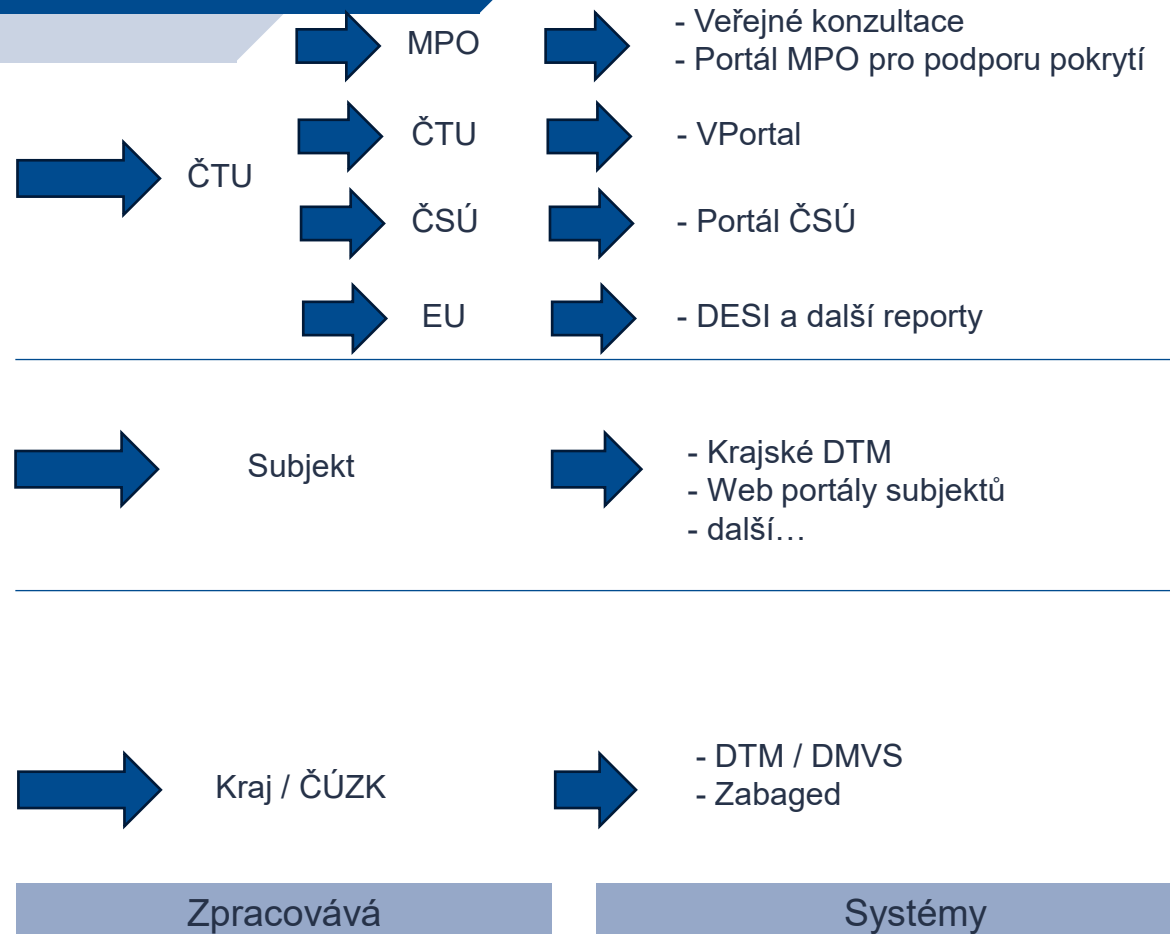 MPO
- Veřejné konzultace
- Portál MPO pro podporu pokrytí
ČTU
ČTU
- VPortal
ČSÚ
- Portál ČSÚ
EU
- DESI a další reporty
Subjekt
- Krajské DTM
- Web portály subjektů
- další…
Kraj / ČÚZK
- DTM / DMVS
- Zabaged
Zpracovává
Systémy